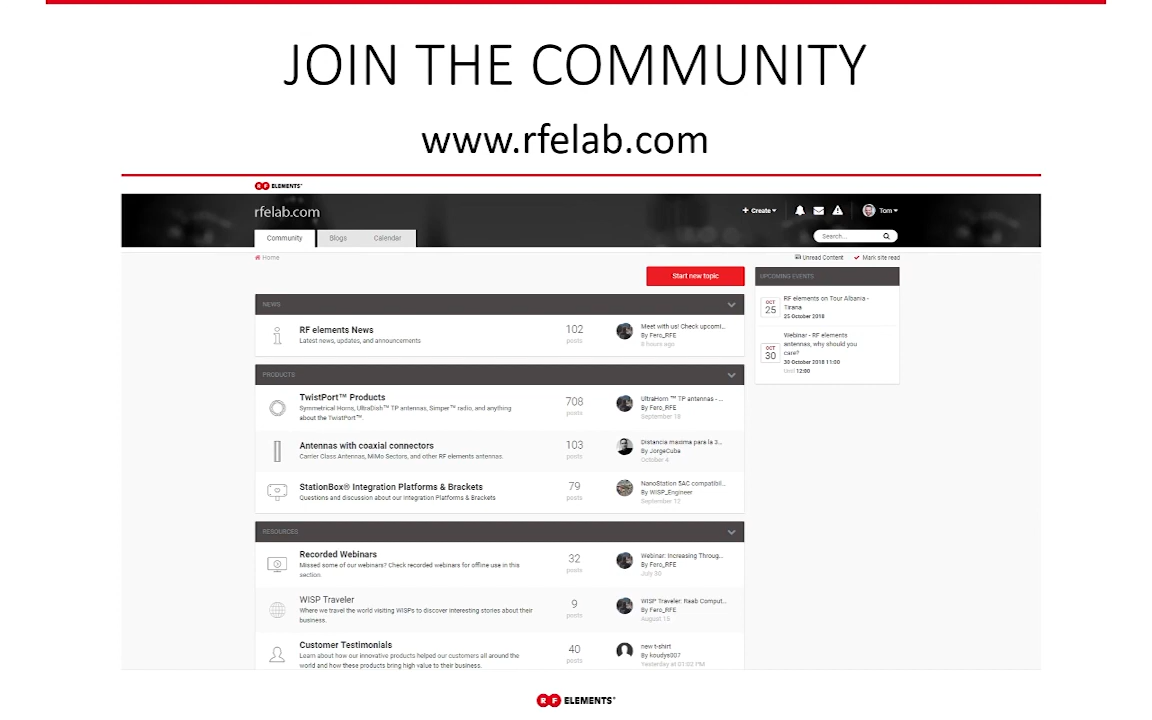 JOIN THE COMMUNITY
www.rfelab.com
RF ELEMENTS
rfelab.com
+ Create
Tom
Search...
Community
Blogs
Calendar
Home
Unread Content
Mark site read
Start new topic
UPCOMING EVENTS
OCT
25
RF elements on Tour Albania -
Tirana
25 October 2018
OCT
30
Webinar - RF elements
antennas, why should you
care?
30 October 2018 11:00
Until 12:00
NEWS
RF elements News
Latest news, updates, and announcements
102
posts
Meet with us! Check upcomi...
By Fero_RFE
9 hours ago
PRODUCTS
TwistPort™ Products
Symmetrical Horns, UltraDish™ TP antennas, Simper™ radio, and anything
about the TwistPort™.
708
posts
UltraHorn ™ TP antennas - ...
By Fero_RFE
September 18
Antennas with coaxial connectors
Carrier Class Antennas, MiMo Sectors, and other RF elements antennas.
103
posts
Distancia maxima para la 3...
By JorgeCuba
October 4
StationBox® Integration Platforms & Brackets
Questions and discussion about our Integration Platforms & Brackets
79
posts
NanoStation 5AC compatibil...
By WISP_Engineer
September 12
RESOURCES
Recorded Webinars
Missed some of our webinars? Check recorded webinars for offline use in this
section.
32
posts
Webinar: Increasing Throug...
By Fero_RFE
July 30
WISP Traveler
Where we travel the world visiting WISPs to discover interesting stories about their
business.
9
posts
WISP Traveler: Raab Comput...
By Fero_RFE
August 15
Customer Testimonials
Learn about how our innovative products helped our customers all around the
world and how these products bring high value to their business.
40
posts
new t-shirt
By koudys007
Yesterday at 01:02 PM
RF ELEMENTS